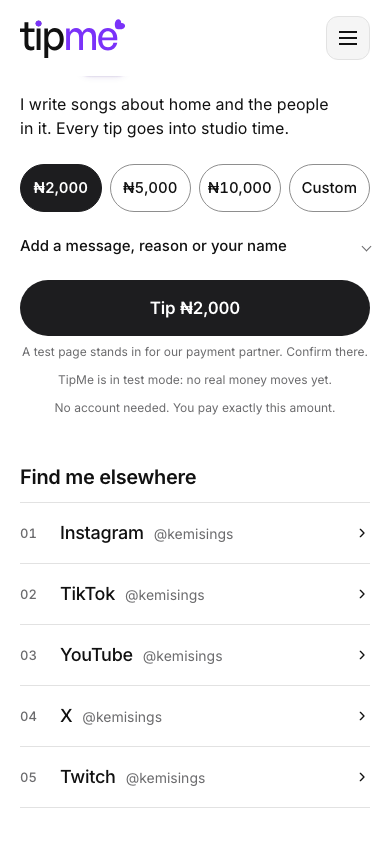 tipme
I write songs about home and the people
in it. Every tip goes into studio time.
₦2,000 ₦5,000 ₦10,000 Custom
Add a message, reason or your name
Tip ₦2,000
A test page stands in for our payment partner. Confirm there.
TipMe is in test mode: no real money moves yet.
No account needed. You pay exactly this amount.
Find me elsewhere
01 Instagram @kemisings
02 TikTok @kemisings
03 YouTube @kemisings
04 X @kemisings
05 Twitch @kemisings